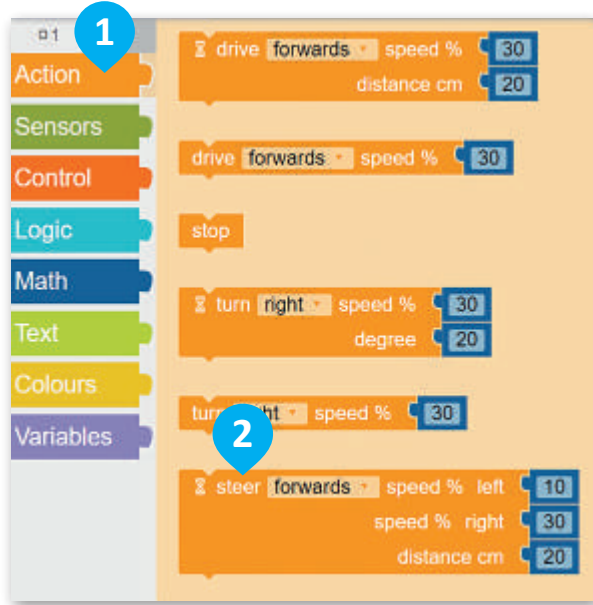 1
1
Action
Sensors
Control
Logic
Math
Text
Colours
Variables
drive forwards speed % 30
distance cm 20
drive forwards speed % 30
stop
turn right speed % 30
degree 20
speed % 30
2
steer forwards speed % left 10
speed % right 30
distance cm 20